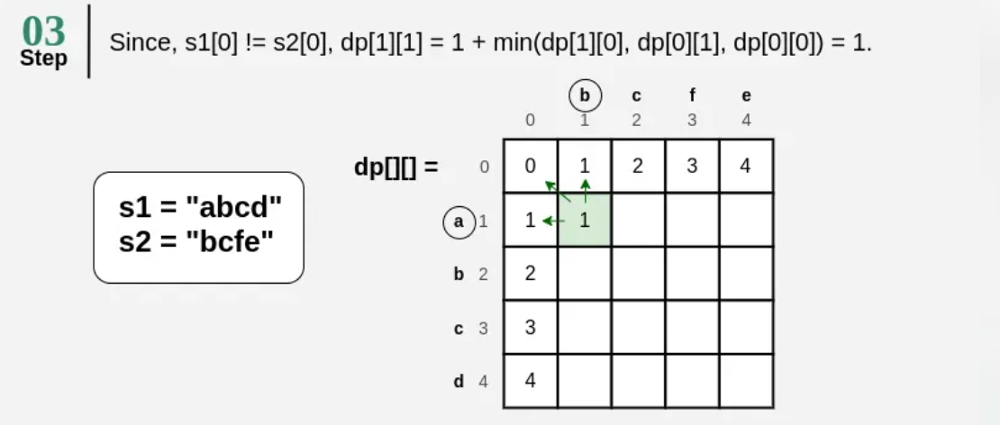 03
Step
Since, s1[0] != s2[0], dp[1][1] = 1 + min(dp[1][0], dp[0][1], dp[0][0]) = 1.
b c f e
0 1 2 3 4
dp[][] = 0 0 1 2 3 4
s1 = "abcd"
s2 = "bcfe"
a 1 1 1
b 2 2
c 3 3
d 4 4